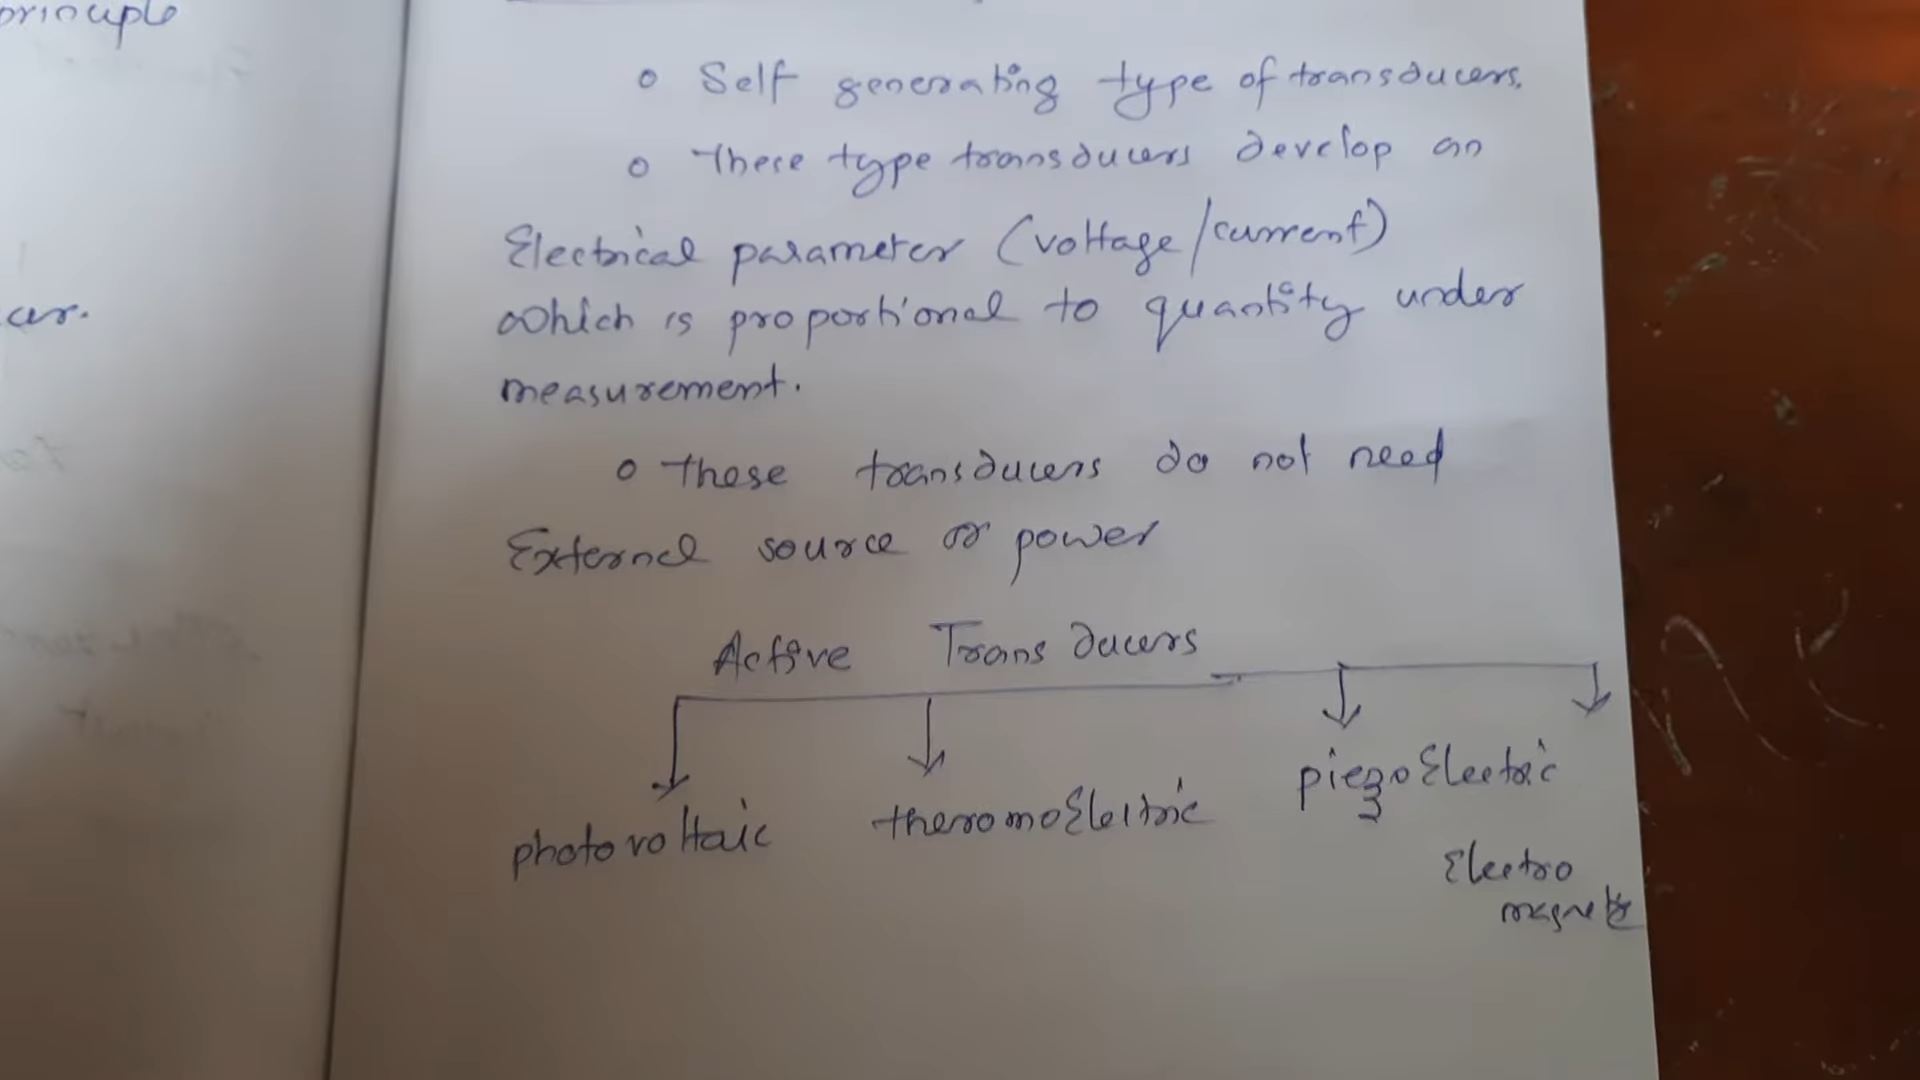 principle
cer.
o Self generating type of transducers.
o These type transducers develop an
Electrical parameter (voltage/current)
which is proportional to quantity under
measurement.
o these transducers do not need
External source or power
Active Transducers
photovoltaic thermoElectric piezoElectric
Electro
magnetic